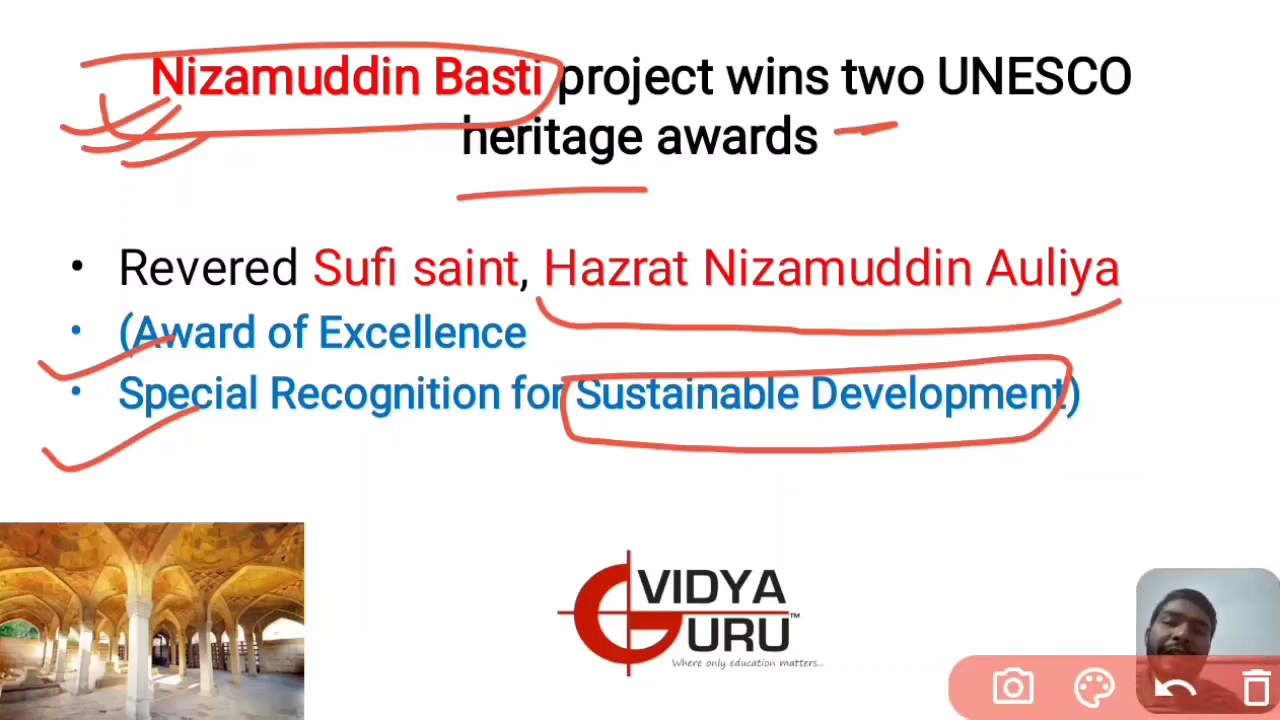 Nizamuddin Basti project wins two UNESCO
heritage awards
• Revered Sufi saint, Hazrat Nizamuddin Auliya
• (Award of Excellence
• Special Recognition for Sustainable Development)
VIDYA
GURU™
Where only education matters...